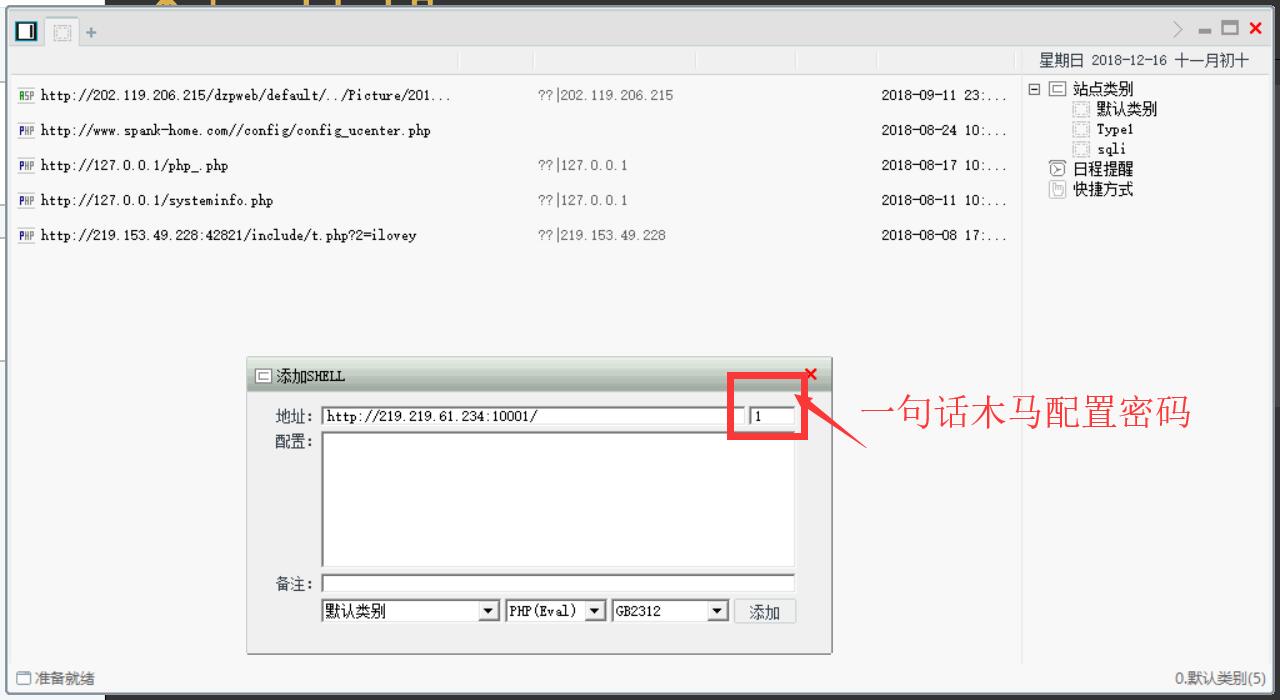 星期日 2018-12-16 十一月初十
ASP http://202.119.206.215/dzpweb/default/../Picture/201... ??|202.119.206.215 2018-09-11 23:...
PHP http://www.spank-home.com//config/config_ucenter.php 2018-08-24 10:...
PHP http://127.0.0.1/php_.php ??|127.0.0.1 2018-08-17 10:...
PHP http://127.0.0.1/systeminfo.php ??|127.0.0.1 2018-08-11 10:...
PHP http://219.153.49.228:42821/include/t.php?2=ilovey ??|219.153.49.228 2018-08-08 17:...
站点类别
默认类别
Type1
sqli
日程提醒
快捷方式
添加SHELL
地址: http://219.219.61.234:10001/ 1
一句话木马配置密码
配置:
备注:
默认类别 PHP(Eval) GB2312 添加
准备就绪 0.默认类别(5)